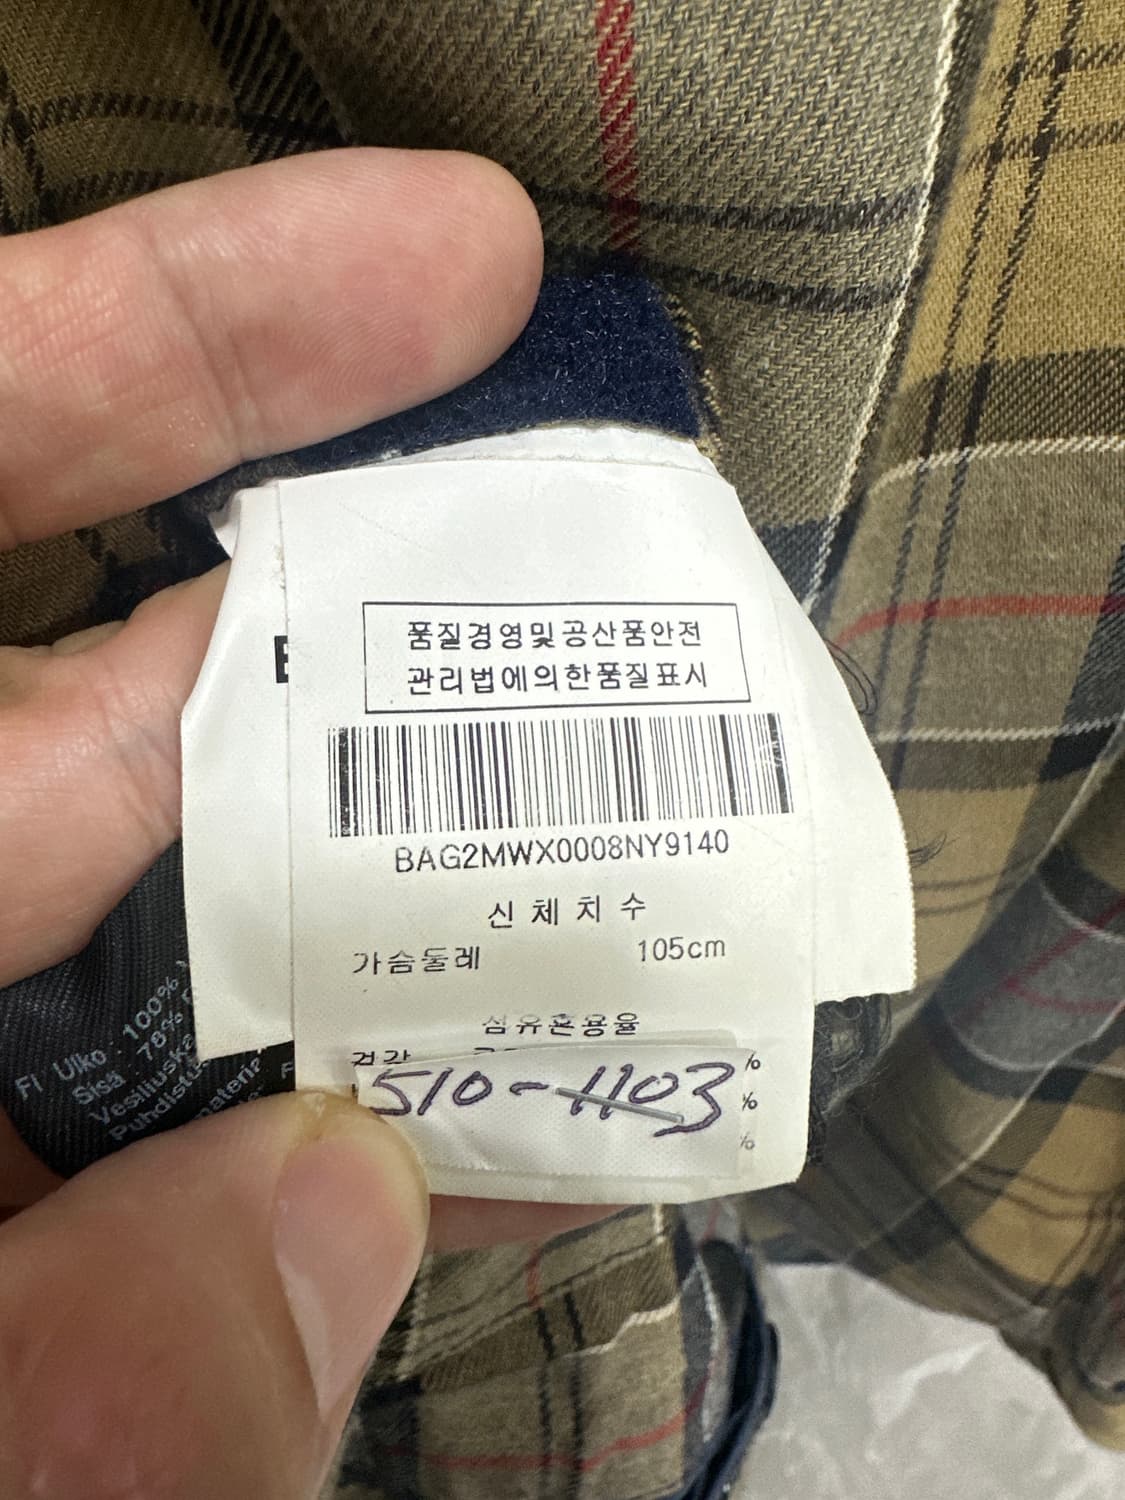 품질경영및공산품안전
관리법에의한품질표시
BAG2MWX0008NY9140
신체치수
가슴둘레 105cm
섬유혼용율
겉감 %
510-1103 %
%
FI Ulko : 100%
Sisä 78%